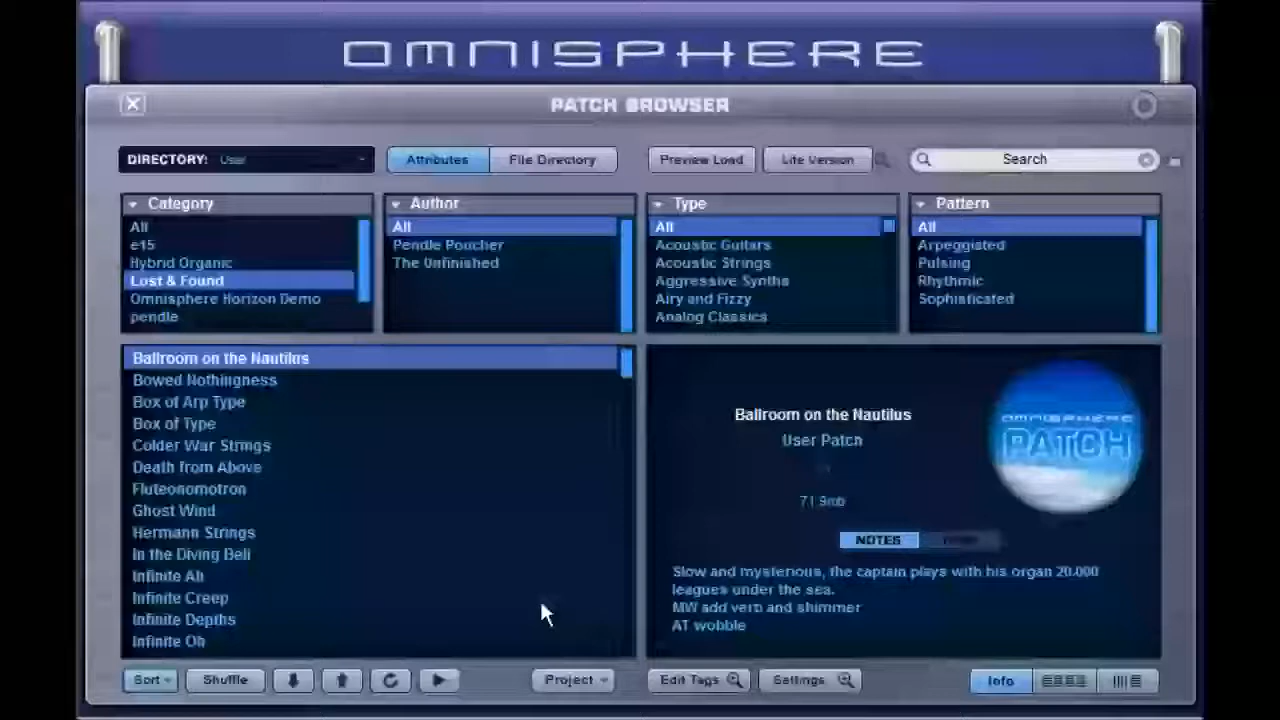 OMNISPHERE
PATCH BROWSER
DIRECTORY: User
Attributes
File Directory
Preview Load
Lite Version
Search
Category
All
e15
Hybrid Organic
Lost & Found
Omnisphere Horizon Demo
pendle
Author
All
Pendle Poucher
The Unfinished
Type
All
Acoustic Guitars
Acoustic Strings
Aggressive Synths
Airy and Fizzy
Analog Classics
Pattern
All
Arpeggiated
Pulsing
Rhythmic
Sophisticated
Ballroom on the Nautilus
Bowed Nothingness
Box of Arp Type
Box of Type
Colder War Strings
Death from Above
Fluteonomotron
Ghost Wind
Hermann Strings
In the Diving Bell
Infinite Ah
Infinite Creep
Infinite Depths
Infinite Oh
Ballroom on the Nautilus
User Patch
71.9mb
OMNISPHERE
PATCH
NOTES
Slow and mysterious, the captain plays with his organ 20.000
leagues under the sea.
MW add verb and shimmer
AT wobble
Sort
Shuffle
Project
Edit Tags
Settings
Info